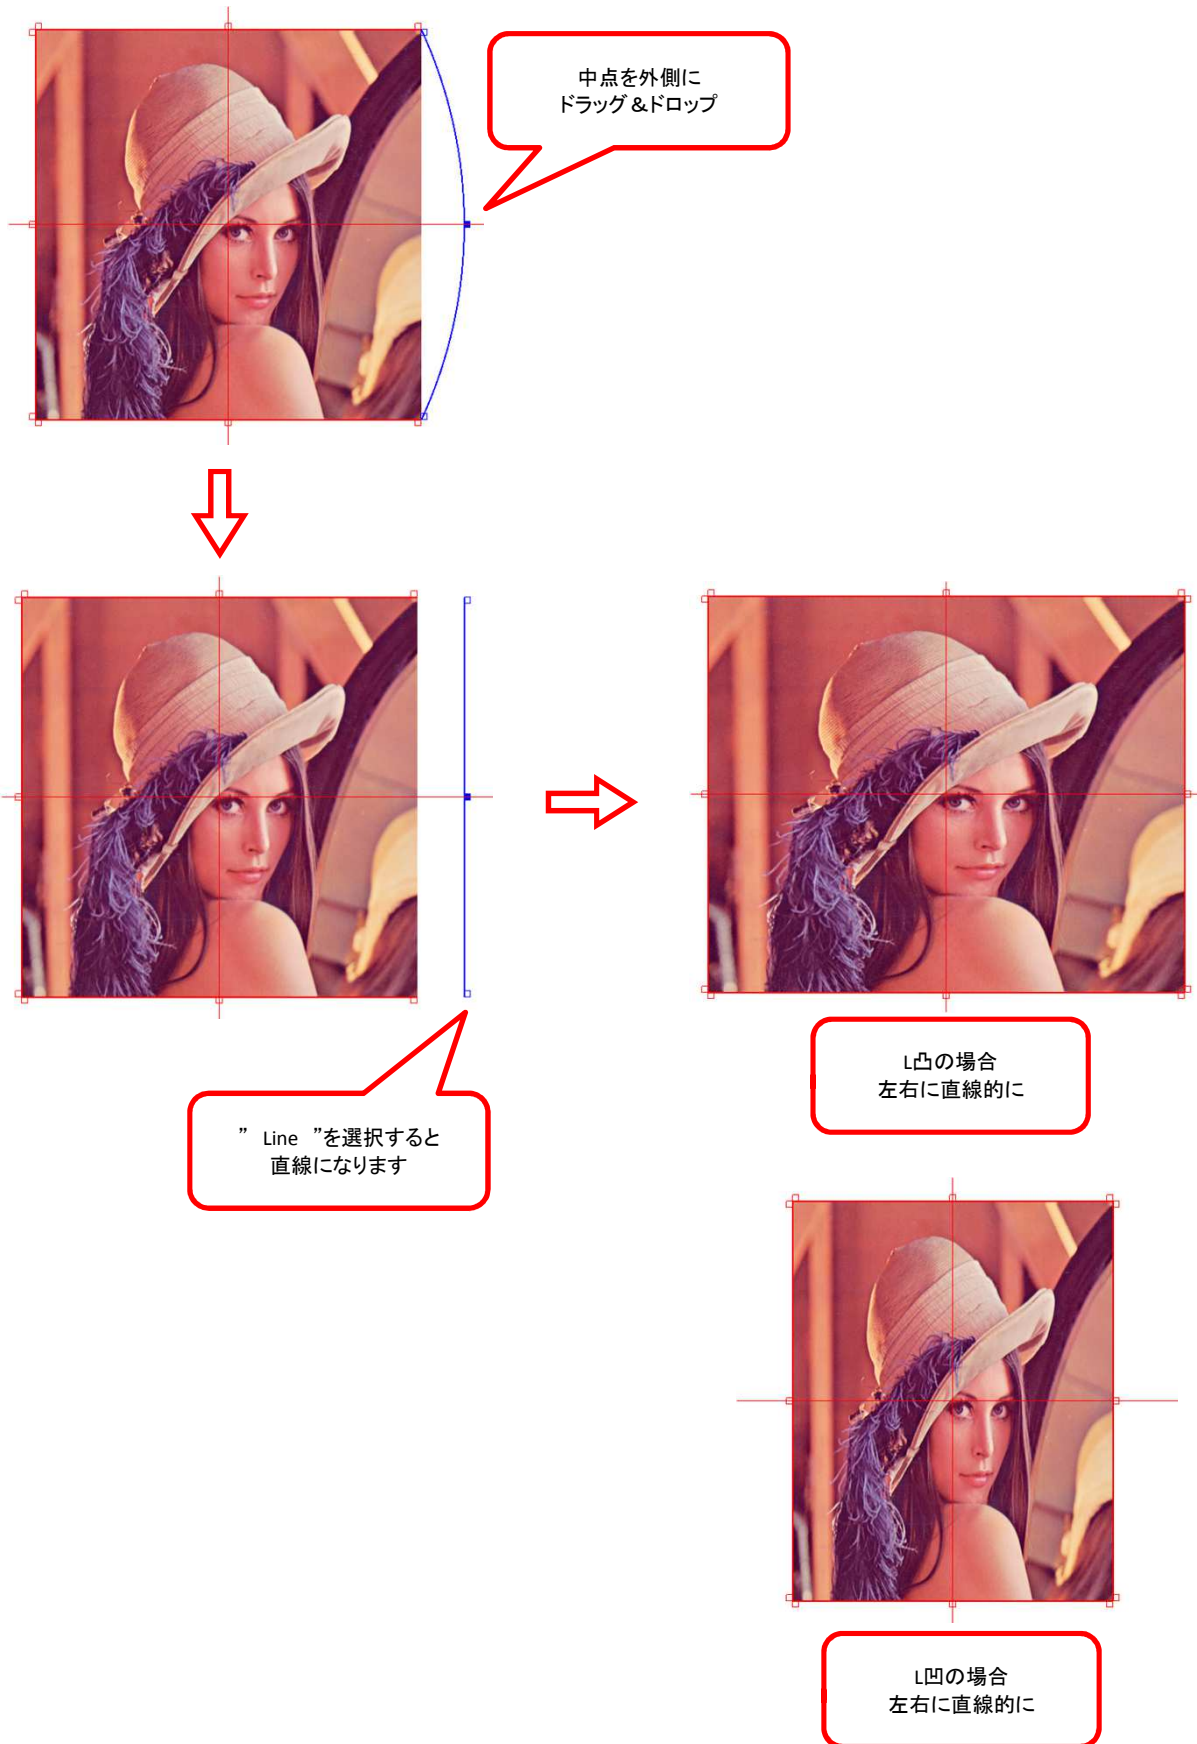 中点を外側に
ドラッグ＆ドロップ
” Line ”を選択すると
直線になります
L凸の場合
左右に直線的に
L凹の場合
左右に直線的に